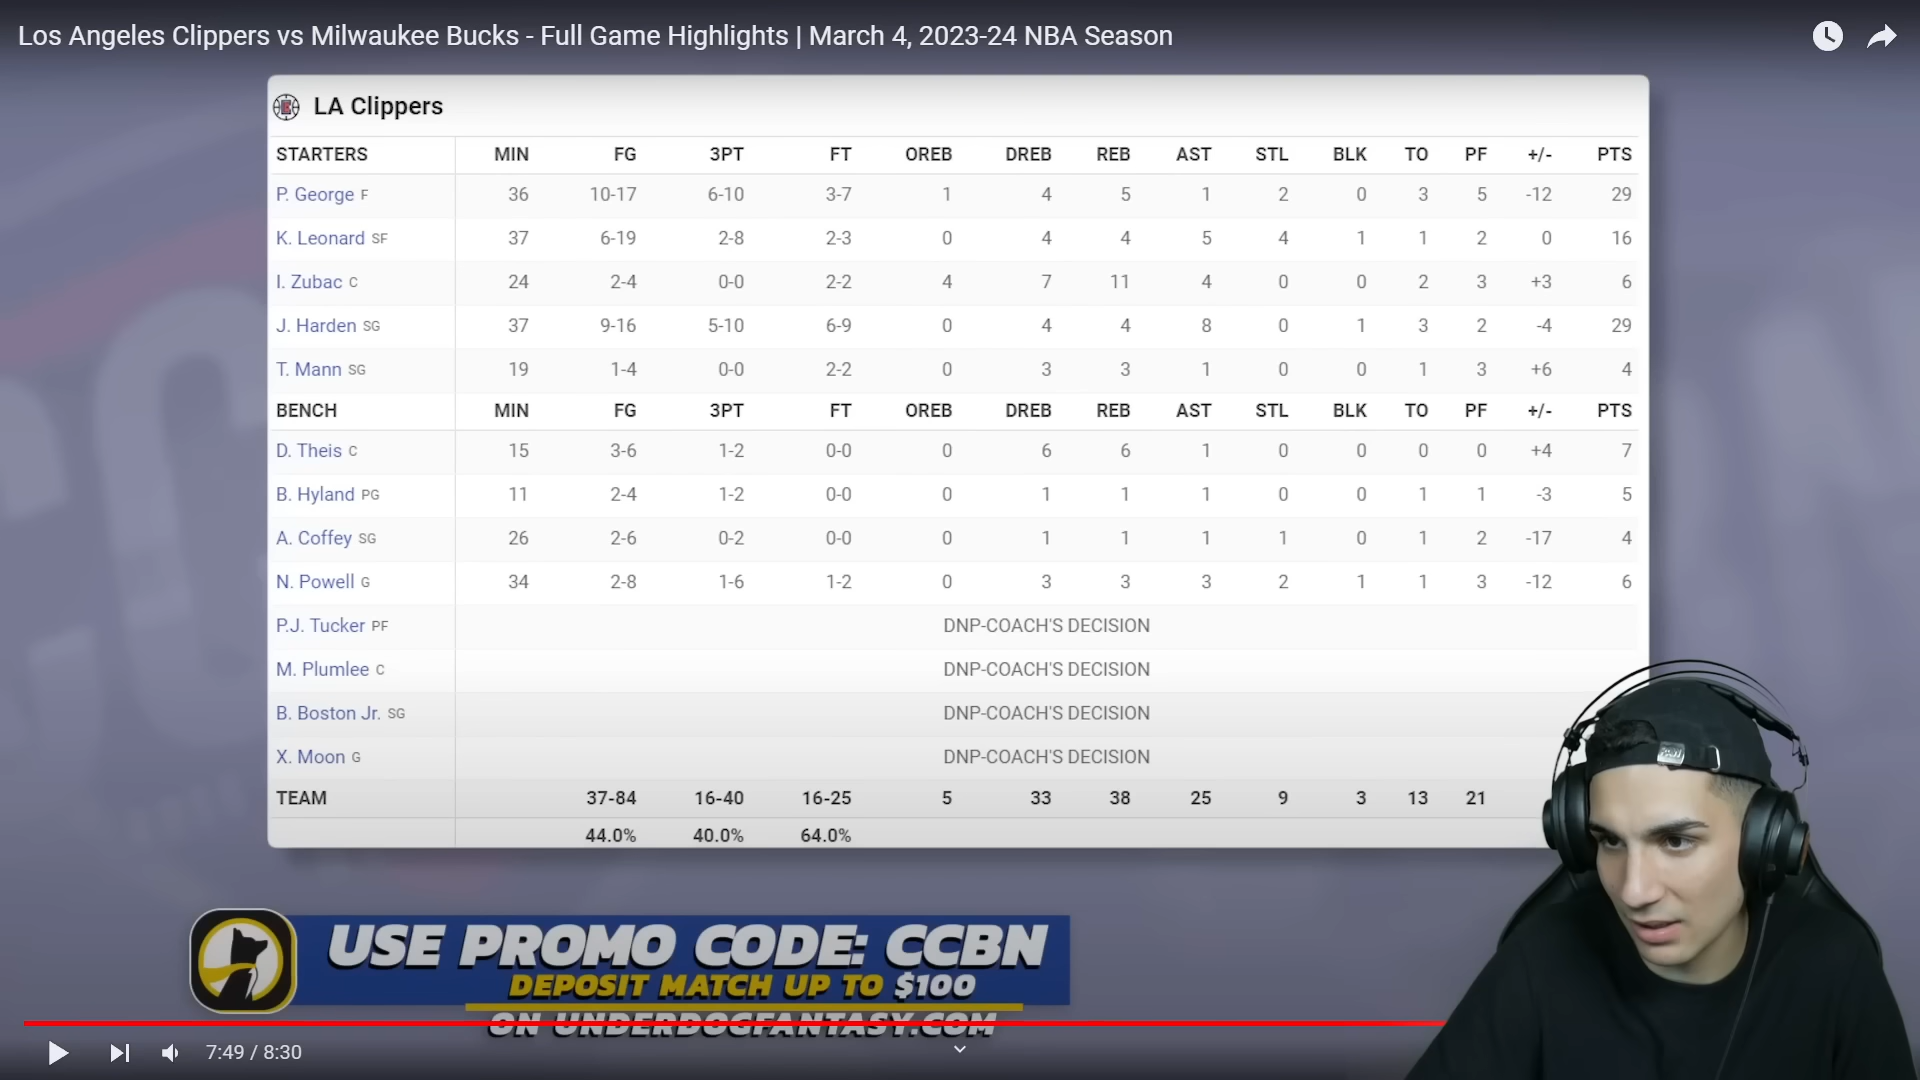 Los Angeles Clippers vs Milwaukee Bucks - Full Game Highlights | March 4, 2023-24 NBA Season
LA Clippers
STARTERS MIN FG 3PT FT OREB DREB REB AST STL BLK TO PF +/- PTS
P. George F 36 10-17 6-10 3-7 1 4 5 1 2 0 3 5 -12 29
K. Leonard SF 37 6-19 2-8 2-3 0 4 4 5 4 1 1 2 0 16
I. Zubac C 24 2-4 0-0 2-2 4 7 11 4 0 0 2 3 +3 6
J. Harden SG 37 9-16 5-10 6-9 0 4 4 8 0 1 3 2 -4 29
T. Mann SG 19 1-4 0-0 2-2 0 3 3 1 0 0 1 3 +6 4
BENCH MIN FG 3PT FT OREB DREB REB AST STL BLK TO PF +/- PTS
D. Theis C 15 3-6 1-2 0-0 0 6 6 1 0 0 0 0 +4 7
B. Hyland PG 11 2-4 1-2 0-0 0 1 1 1 0 0 1 1 -3 5
A. Coffey SG 26 2-6 0-2 0-0 0 1 1 1 1 0 1 2 -17 4
N. Powell G 34 2-8 1-6 1-2 0 3 3 3 2 1 1 3 -12 6
P.J. Tucker PF DNP-COACH'S DECISION
M. Plumlee C DNP-COACH'S DECISION
B. Boston Jr. SG DNP-COACH'S DECISION
X. Moon G DNP-COACH'S DECISION
TEAM 37-84 16-40 16-25 5 33 38 25 9 3 13 21
44.0% 40.0% 64.0%
USE PROMO CODE: CCBN
DEPOSIT MATCH UP TO $100
ON UNDERDOGFANTASY.COM
7:49 / 8:30